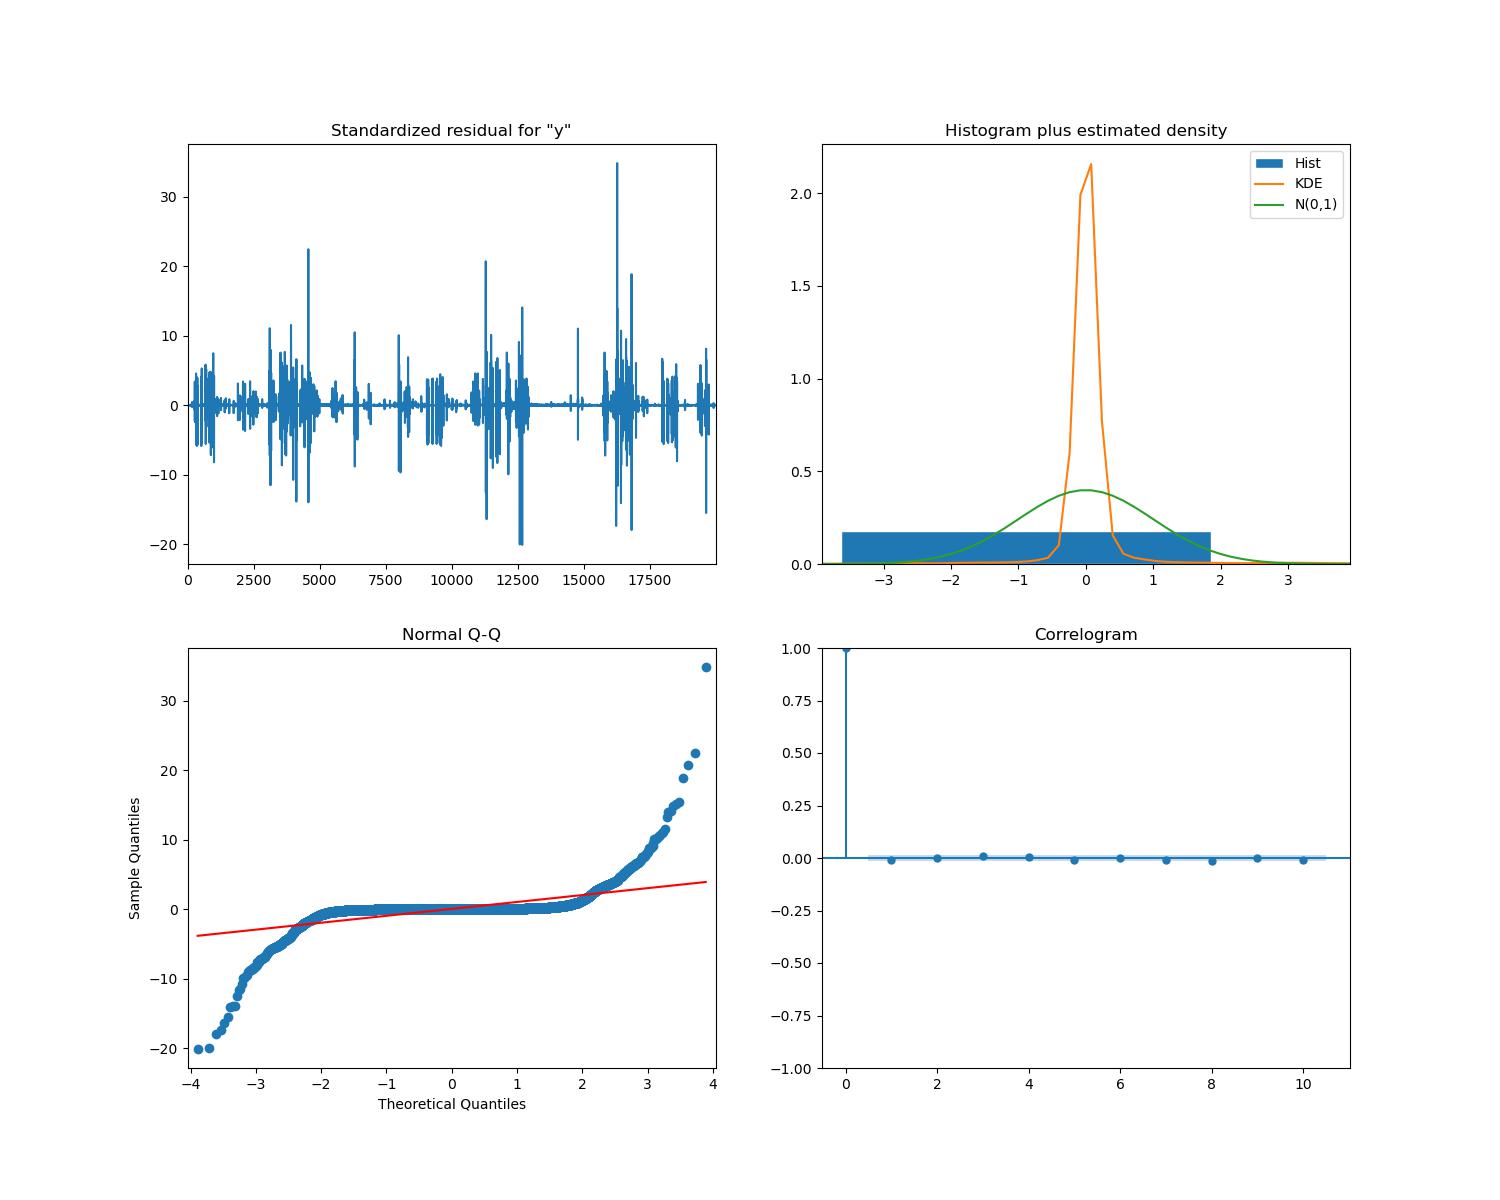 Standardized residual for "y"
30
20
10
0
−10
−20
0 2500 5000 7500 10000 12500 15000 17500
Histogram plus estimated density
Hist
KDE
N(0,1)
2.0
1.5
1.0
0.5
0.0
−3 −2 −1 0 1 2 3
Normal Q-Q
Sample Quantiles
30
20
10
0
−10
−20
−4 −3 −2 −1 0 1 2 3 4
Theoretical Quantiles
Correlogram
1.00
0.75
0.50
0.25
0.00
−0.25
−0.50
−0.75
−1.00
0 2 4 6 8 10